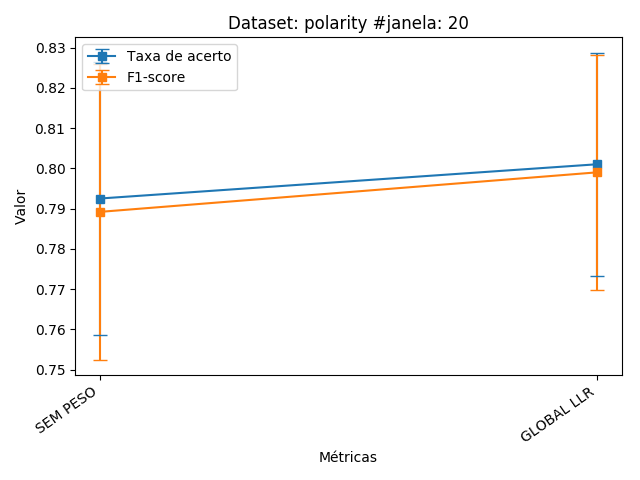 Dataset: polarity #janela: 20
Taxa de acerto
F1-score
0.83
0.82
0.81
0.80
0.79
0.78
0.77
0.76
0.75
Valor
SEM PESO
GLOBAL LLR
Métricas